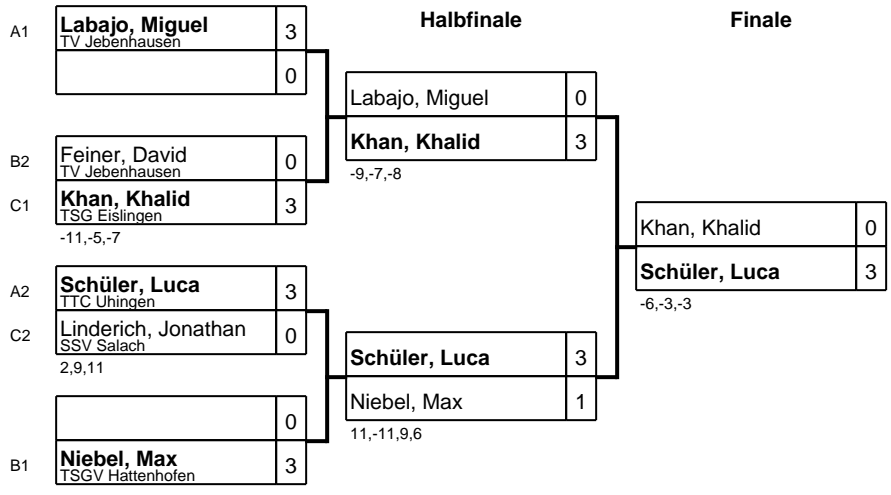 Halbfinale
Finale
A1
Labajo, Miguel
TV Jebenhausen
3
0
B2
Feiner, David
TV Jebenhausen
0
C1
Khan, Khalid
TSG Eislingen
3
-11,-5,-7
A2
Schüler, Luca
TTC Uhingen
3
C2
Linderich, Jonathan
SSV Salach
0
2,9,11
0
B1
Niebel, Max
TSGV Hattenhofen
3
Labajo, Miguel
0
Khan, Khalid
3
-9,-7,-8
Schüler, Luca
3
Niebel, Max
1
11,-11,9,6
Khan, Khalid
0
Schüler, Luca
3
-6,-3,-3